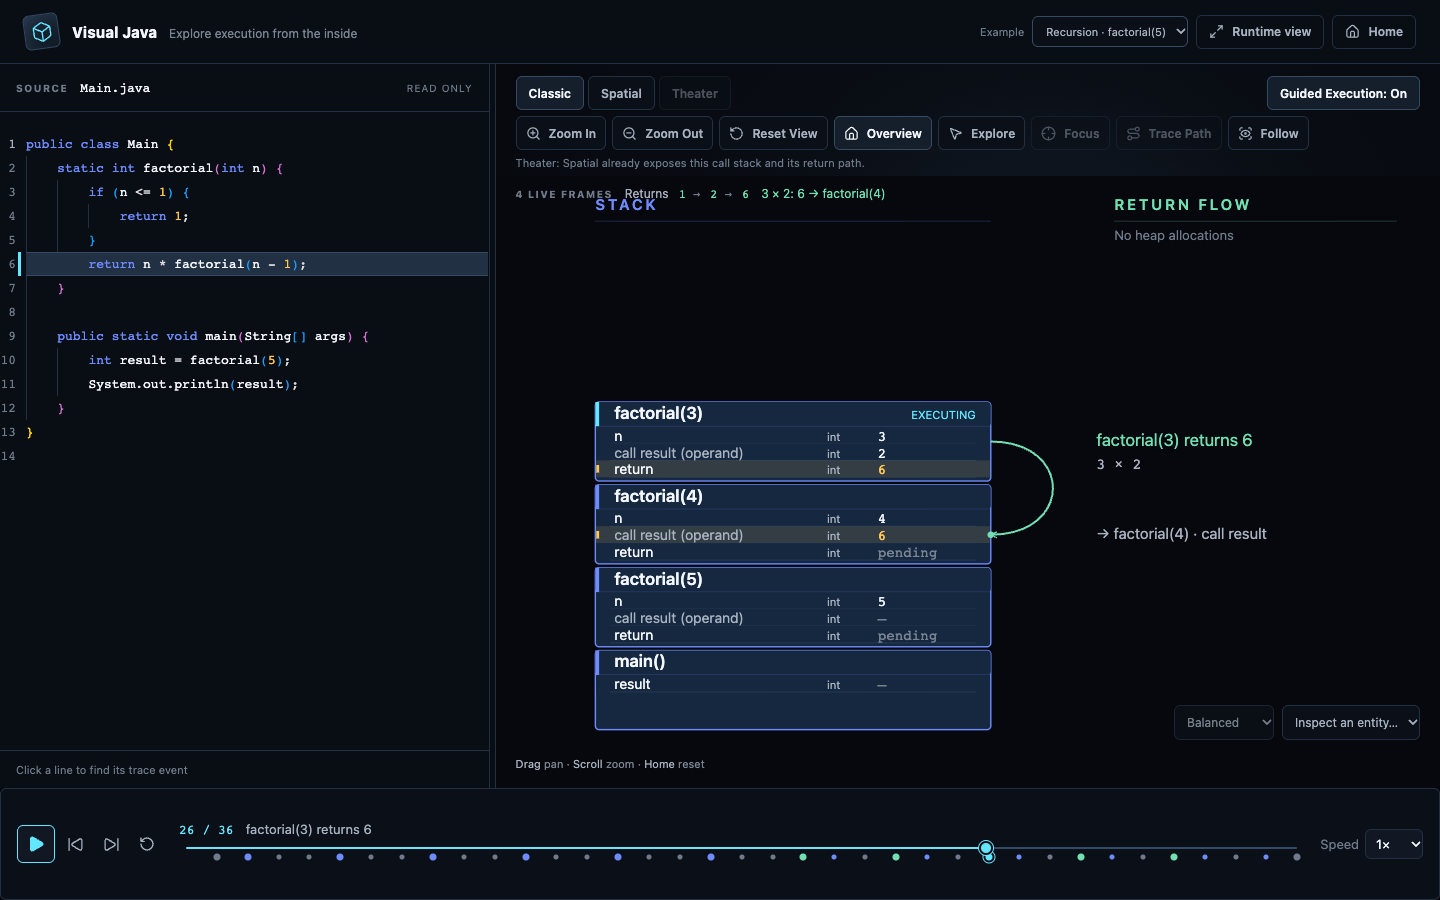 Visual Java Explore execution from the inside
Example Recursion · factorial(5) Runtime view Home
SOURCE Main.java READ ONLY
1 public class Main {
2 static int factorial(int n) {
3 if (n <= 1) {
4 return 1;
5 }
6 return n * factorial(n - 1);
7 }
8
9 public static void main(String[] args) {
10 int result = factorial(5);
11 System.out.println(result);
12 }
13 }
14
Click a line to find its trace event
Classic Spatial Theater Guided Execution: On
Zoom In Zoom Out Reset View Overview Explore Focus Trace Path Follow
Theater: Spatial already exposes this call stack and its return path.
4 LIVE FRAMES Returns 1 → 2 → 6 3 × 2: 6 → factorial(4)
STACK
RETURN FLOW
No heap allocations
factorial(3) EXECUTING
n int 3
call result (operand) int 2
return int 6
factorial(4)
n int 4
call result (operand) int 6
return int pending
factorial(5)
n int 5
call result (operand) int —
return int pending
main()
result int —
factorial(3) returns 6
3 × 2
→ factorial(4) · call result
Balanced Inspect an entity...
Drag pan · Scroll zoom · Home reset
26 / 36 factorial(3) returns 6
Speed 1×